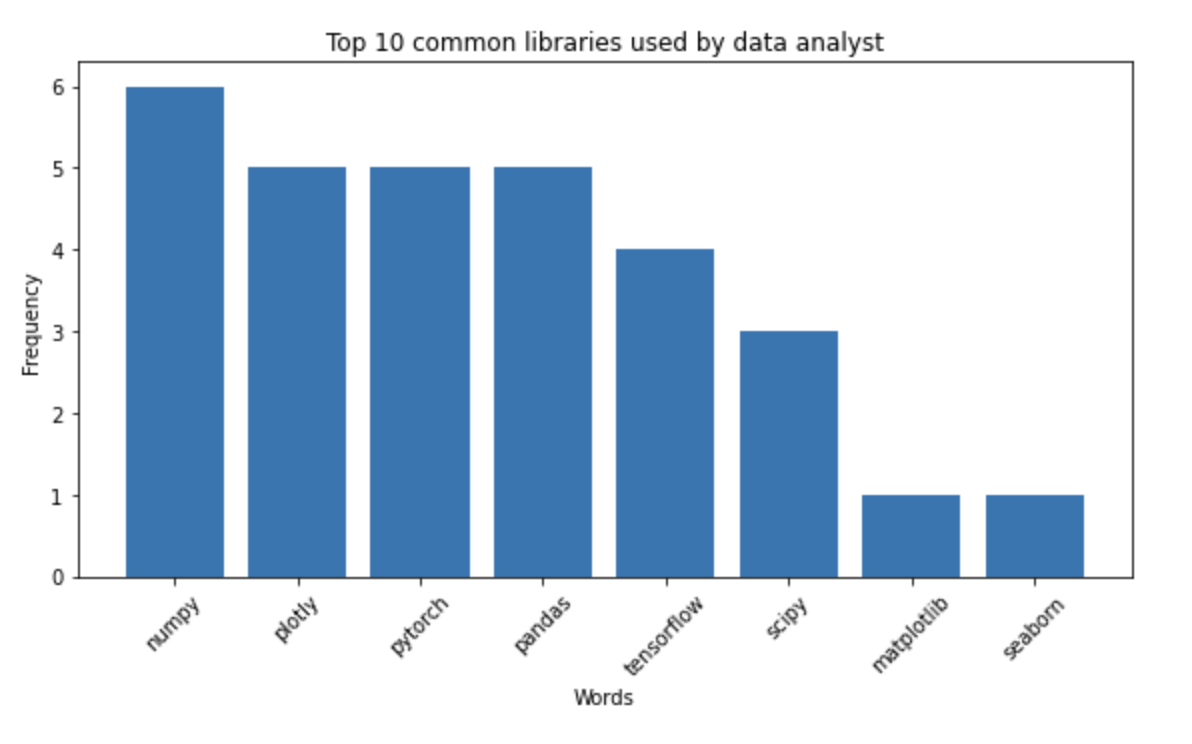 Top 10 common libraries used by data analyst
Frequency
6
5
4
3
2
1
0
numpy
plotly
pytorch
pandas
tensorflow
scipy
matplotlib
seaborn
Words